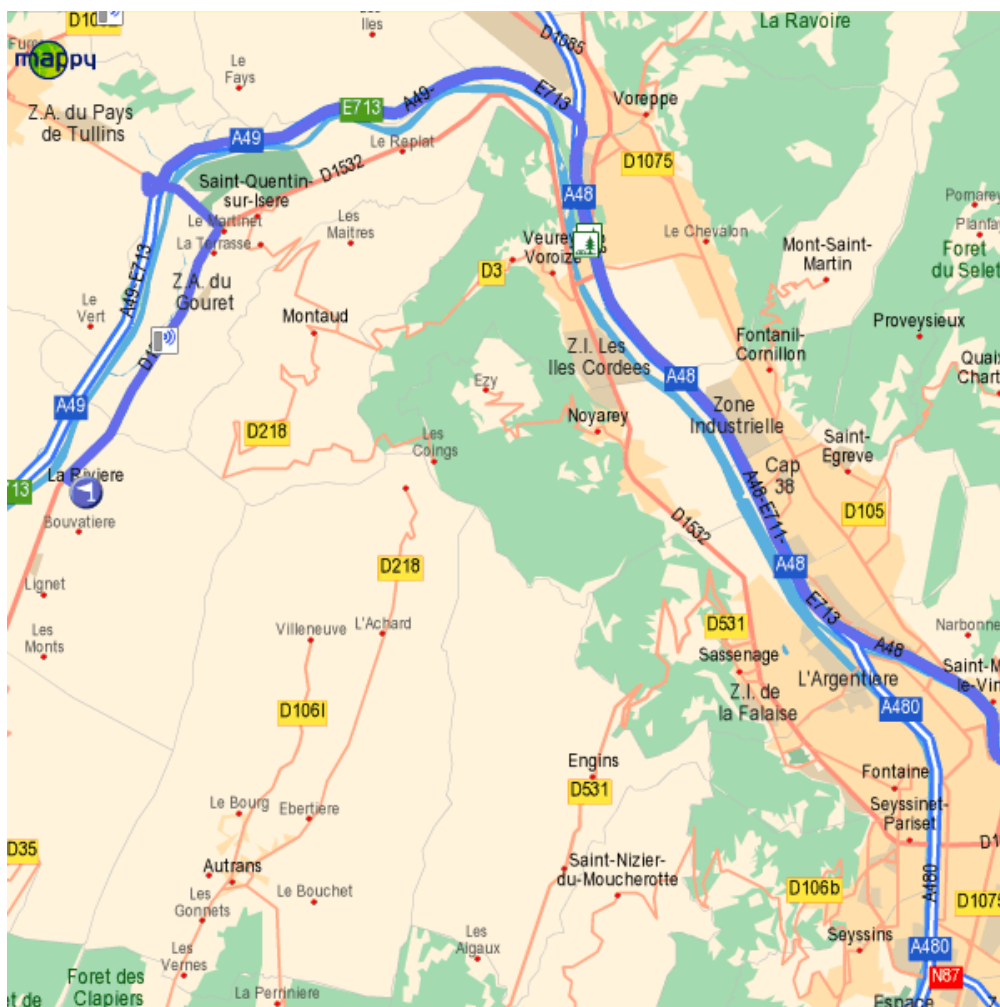 La Ravoire
D1085
Les
Iles
mappy
Le
Fays
E713
A49-
E713
Voreppe
Z.A. du Pays
de Tullins
A49
D1075
Le Replat
D1532
Saint-Quentin-
sur-Isere
A48
Le Martinet
La Terrasse
Les
Maitres
Le Chevalon
Veurey
Voroize
Mont-Saint-
Martin
Foret
du Selet
A49-E713
Z.A. du
Gouret
D3
Le
Vert
Montaud
Proveysieux
Z.I. Les
Iles Cordees
Fontanil-
Cornillon
A48
Ezy
A49
Zone
Industrielle
Noyarey
D218
Les
Coings
Saint-
Egreve
La Riviere
Cap
38
A48-E711-
D105
Bouvatiere
D1532
D218
A48
Lignet
E713
Les
Monts
Villeneuve
L'Achard
D531
Narbonne
A48
Sassenage
L'Argentiere
Z.I. de
la Falaise
A480
D106I
Engins
D531
Fontaine
Le Bourg
Ebertiere
Seyssinet-
Pariset
D35
Autrans
Saint-Nizier-
du-Moucherotte
A480
Le Bouchet
D106b
D1075
Les
Gonnets
Les
Aigaux
Seyssins
A480
Les
Vernes
Foret des
Clapiers
N87
La Perriniere
Espace